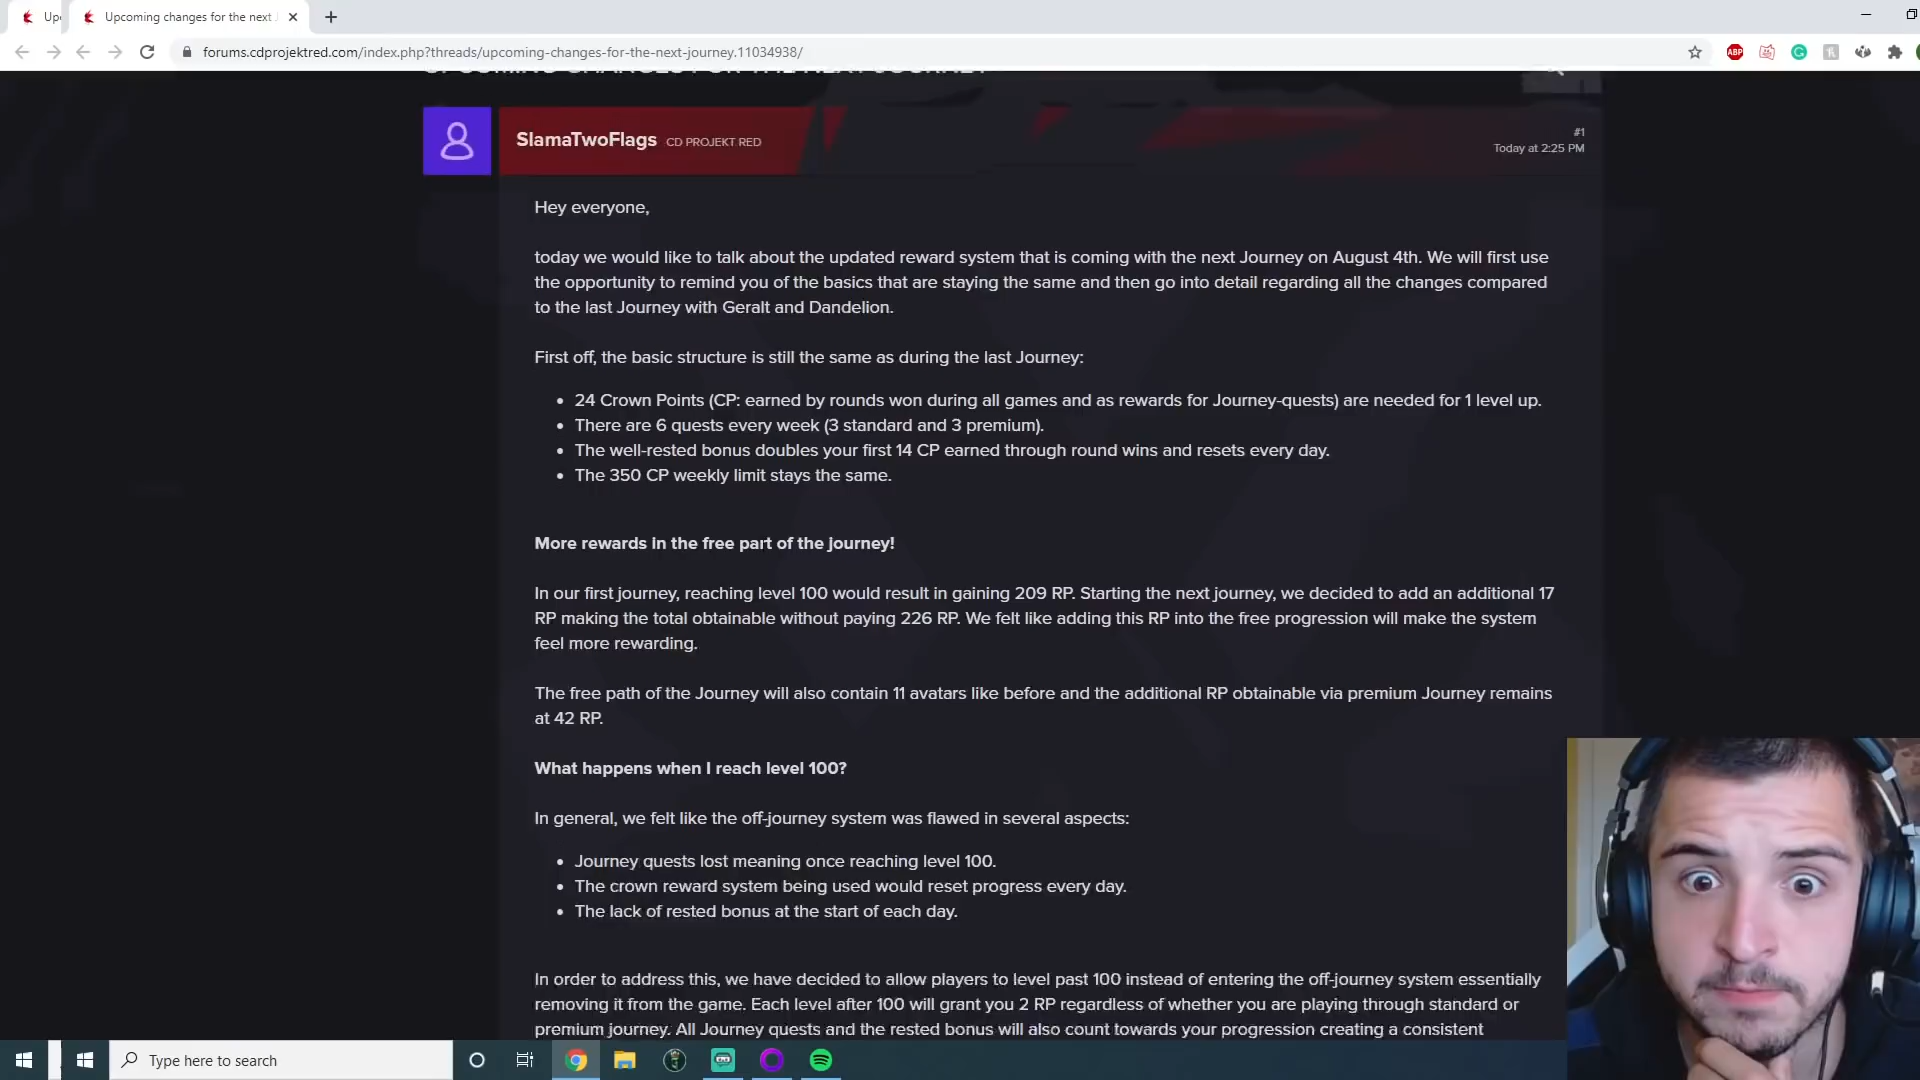 Up
Upcoming changes for the next J
forums.cdprojektred.com/index.php?threads/upcoming-changes-for-the-next-journey.11034938/
ABP
UPCOMING CHANGES FOR THE NEXT JOURNEY
SlamaTwoFlags CD PROJEKT RED
#1
Today at 2:25 PM
Hey everyone,
today we would like to talk about the updated reward system that is coming with the next Journey on August 4th. We will first use
the opportunity to remind you of the basics that are staying the same and then go into detail regarding all the changes compared
to the last Journey with Geralt and Dandelion.
First off, the basic structure is still the same as during the last Journey:
• 24 Crown Points (CP: earned by rounds won during all games and as rewards for Journey-quests) are needed for 1 level up.
• There are 6 quests every week (3 standard and 3 premium).
• The well-rested bonus doubles your first 14 CP earned through round wins and resets every day.
• The 350 CP weekly limit stays the same.
More rewards in the free part of the journey!
In our first journey, reaching level 100 would result in gaining 209 RP. Starting the next journey, we decided to add an additional 17
RP making the total obtainable without paying 226 RP. We felt like adding this RP into the free progression will make the system
feel more rewarding.
The free path of the Journey will also contain 11 avatars like before and the additional RP obtainable via premium Journey remains
at 42 RP.
What happens when I reach level 100?
In general, we felt like the off-journey system was flawed in several aspects:
• Journey quests lost meaning once reaching level 100.
• The crown reward system being used would reset progress every day.
• The lack of rested bonus at the start of each day.
In order to address this, we have decided to allow players to level past 100 instead of entering the off-journey system essentially
removing it from the game. Each level after 100 will grant you 2 RP regardless of whether you are playing through standard or
premium journey. All Journey quests and the rested bonus will also count towards your progression creating a consistent
Type here to search